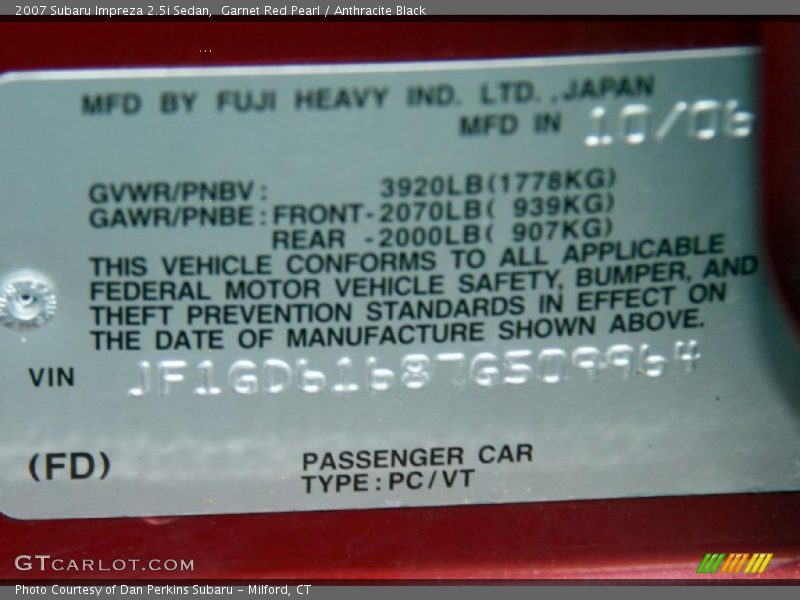 2007 Subaru Impreza 2.5i Sedan,  Garnet Red Pearl / Anthracite Black
MFD BY FUJI HEAVY IND. LTD.,JAPAN
MFD IN 10/06
GVWR/PNBV: 3920LB(1778KG)
GAWR/PNBE:FRONT-2070LB( 939KG)
REAR -2000LB( 907KG)
THIS VEHICLE CONFORMS TO ALL APPLICABLE
FEDERAL MOTOR VEHICLE SAFETY, BUMPER, AND
THEFT PREVENTION STANDARDS IN EFFECT ON
THE DATE OF MANUFACTURE SHOWN ABOVE.
VIN JF1GD61687G509964
(FD) PASSENGER CAR
TYPE:PC/VT
GTCARLOT.COM
Photo Courtesy of Dan Perkins Subaru - Milford, CT